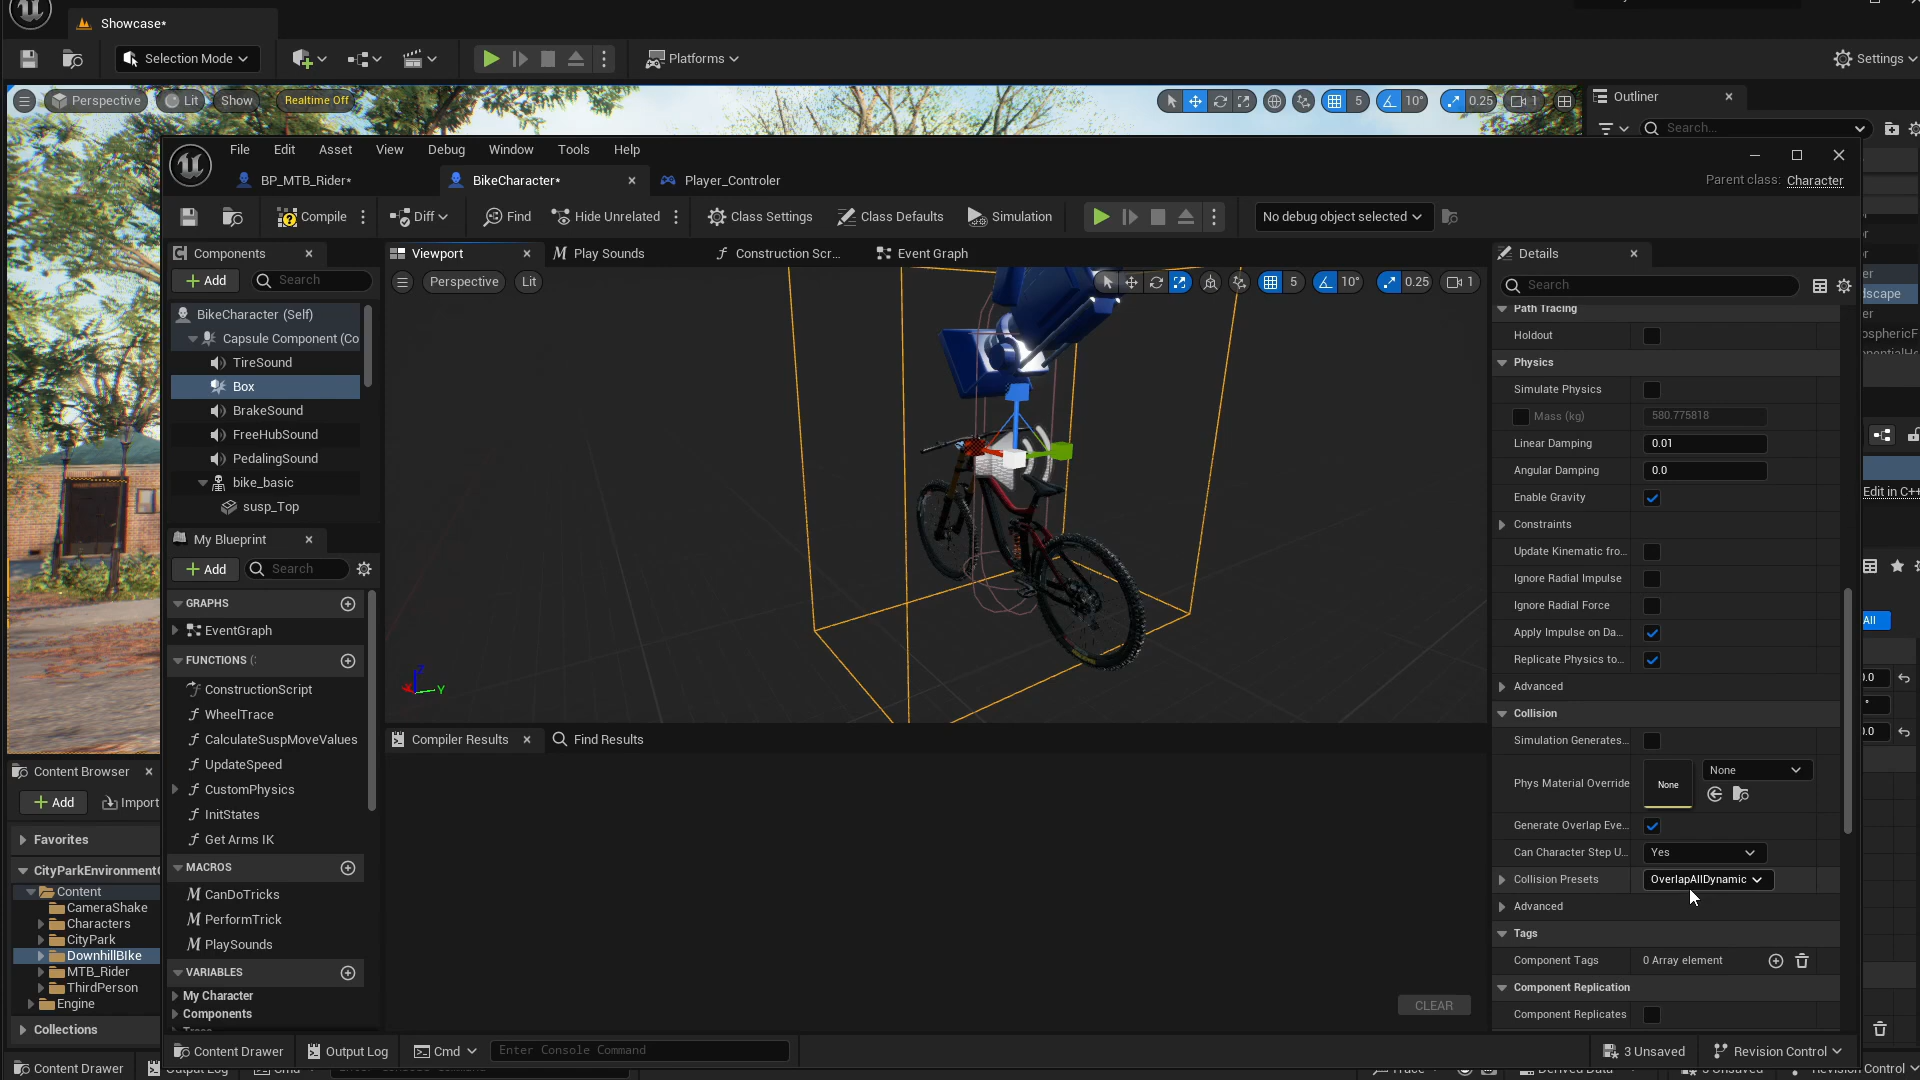 Showcase*
Selection Mode
Platforms
Settings
Perspective
Lit
Show
Realtime Off
5
10°
0.25
1
Outliner
Search...
File
Edit
Asset
View
Debug
Window
Tools
Help
BP_MTB_Rider*
BikeCharacter*
Player_Controler
Parent class: Character
Compile
Diff
Find
Hide Unrelated
Class Settings
Class Defaults
Simulation
No debug object selected
Components
Add
Search
BikeCharacter (Self)
Capsule Component (Co
TireSound
Box
BrakeSound
FreeHubSound
PedalingSound
bike_basic
susp_Top
My Blueprint
Add
Search
GRAPHS
EventGraph
FUNCTIONS (
ConstructionScript
WheelTrace
CalculateSuspMoveValues
UpdateSpeed
CustomPhysics
InitStates
Get Arms IK
MACROS
CanDoTricks
PerformTrick
PlaySounds
VARIABLES
My Character
Components
Viewport
Play Sounds
Construction Scr...
Event Graph
Perspective
Lit
5
10°
0.25
1
Z
Y
Compiler Results
Find Results
CLEAR
Details
Search
Path Tracing
Holdout
Physics
Simulate Physics
Mass (kg)
580.775818
Linear Damping
0.01
Angular Damping
0.0
Enable Gravity
Constraints
Update Kinematic fro...
Ignore Radial Impulse
Ignore Radial Force
Apply Impulse on Da...
Replicate Physics to...
Advanced
Collision
Simulation Generates...
Phys Material Override
None
None
Generate Overlap Eve...
Can Character Step U...
Yes
Collision Presets
OverlapAllDynamic
Advanced
Tags
Component Tags
0 Array element
Component Replication
Component Replicates
Content Drawer
Output Log
Cmd
Enter Console Command
3 Unsaved
Revision Control
Content Browser
Add
Import
Favorites
CityParkEnvironment
Content
CameraShake
Characters
CityPark
DownhillBIke
MTB_Rider
ThirdPerson
Engine
Collections
Content Drawer
Edit in C++
All